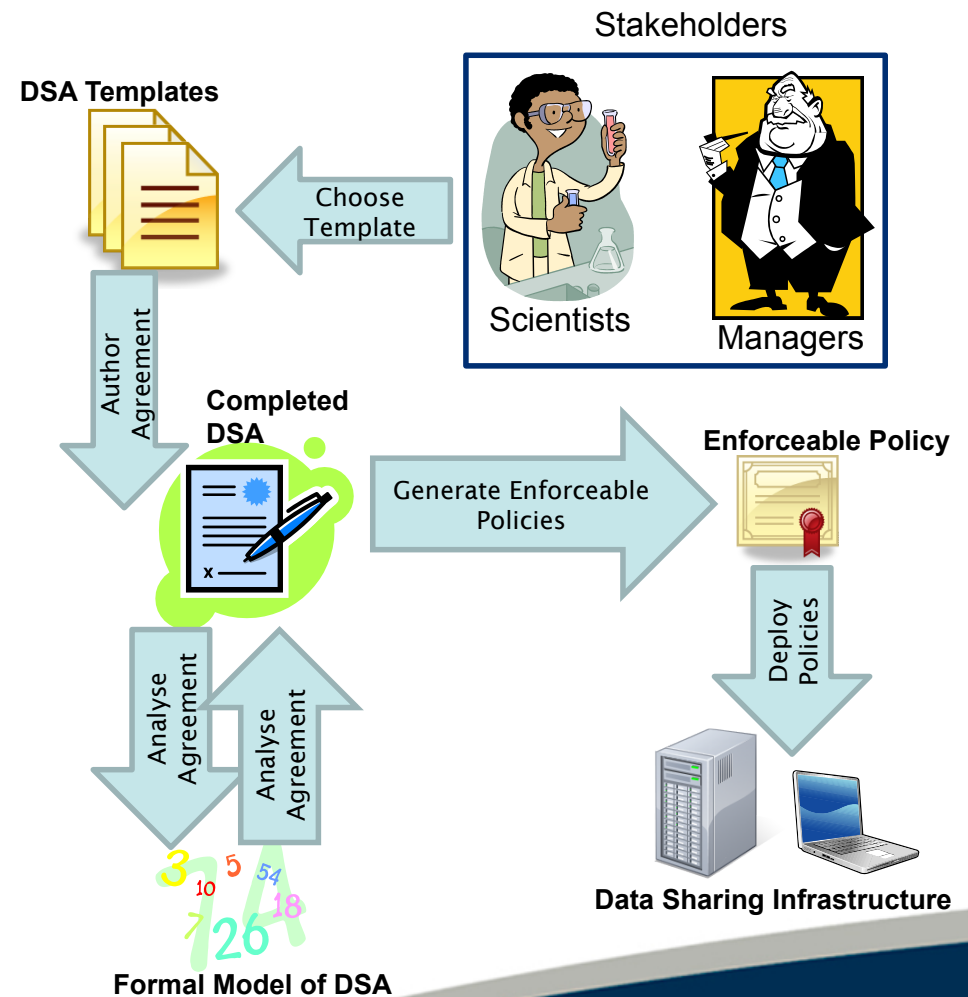 Stakeholders
DSA Templates
Choose
Template
Scientists
Managers
Author
Agreement
Completed
DSA
x
Generate Enforceable
Policies
Enforceable Policy
Deploy
Policies
Analyse
Agreement
Analyse
Agreement
3
10
5
54
18
7
26
7A
Formal Model of DSA
Data Sharing Infrastructure